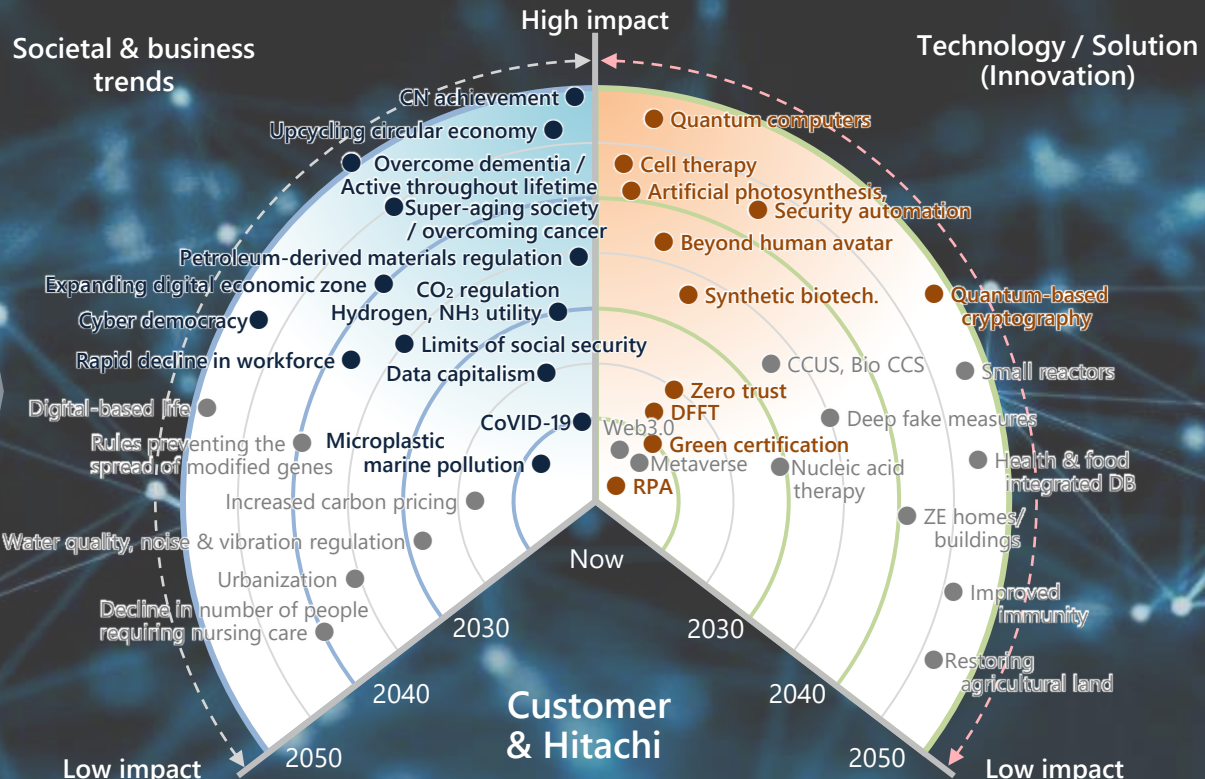 High impact
Societal & business
trends
Technology / Solution
(Innovation)
CN achievement
Upcycling circular economy
Overcome dementia /
Active throughout lifetime
Super-aging society
/ overcoming cancer
Petroleum-derived materials regulation
Expanding digital economic zone
CO₂ regulation
Hydrogen, NH3 utility
Cyber democracy
Limits of social security
Rapid decline in workforce
Data capitalism
Digital-based life
CoVID-19
Rules preventing the
spread of modified genes
Microplastic
marine pollution
Increased carbon pricing
Water quality, noise & vibration regulation
Urbanization
Decline in number of people
requiring nursing care
Quantum computers
Cell therapy
Artificial photosynthesis,
Security automation
Beyond human avatar
Synthetic biotech.
Quantum-based
cryptography
CCUS, Bio CCS
Small reactors
Zero trust
DFFT
Deep fake measures
Web3.0
Green certification
Metaverse
Nucleic acid
therapy
Health & food
integrated DB
RPA
ZE homes/
buildings
Improved
immunity
Restoring
agricultural land
Now
2030
2030
2040
2040
2050
2050
Customer
& Hitachi
Low impact
Low impact